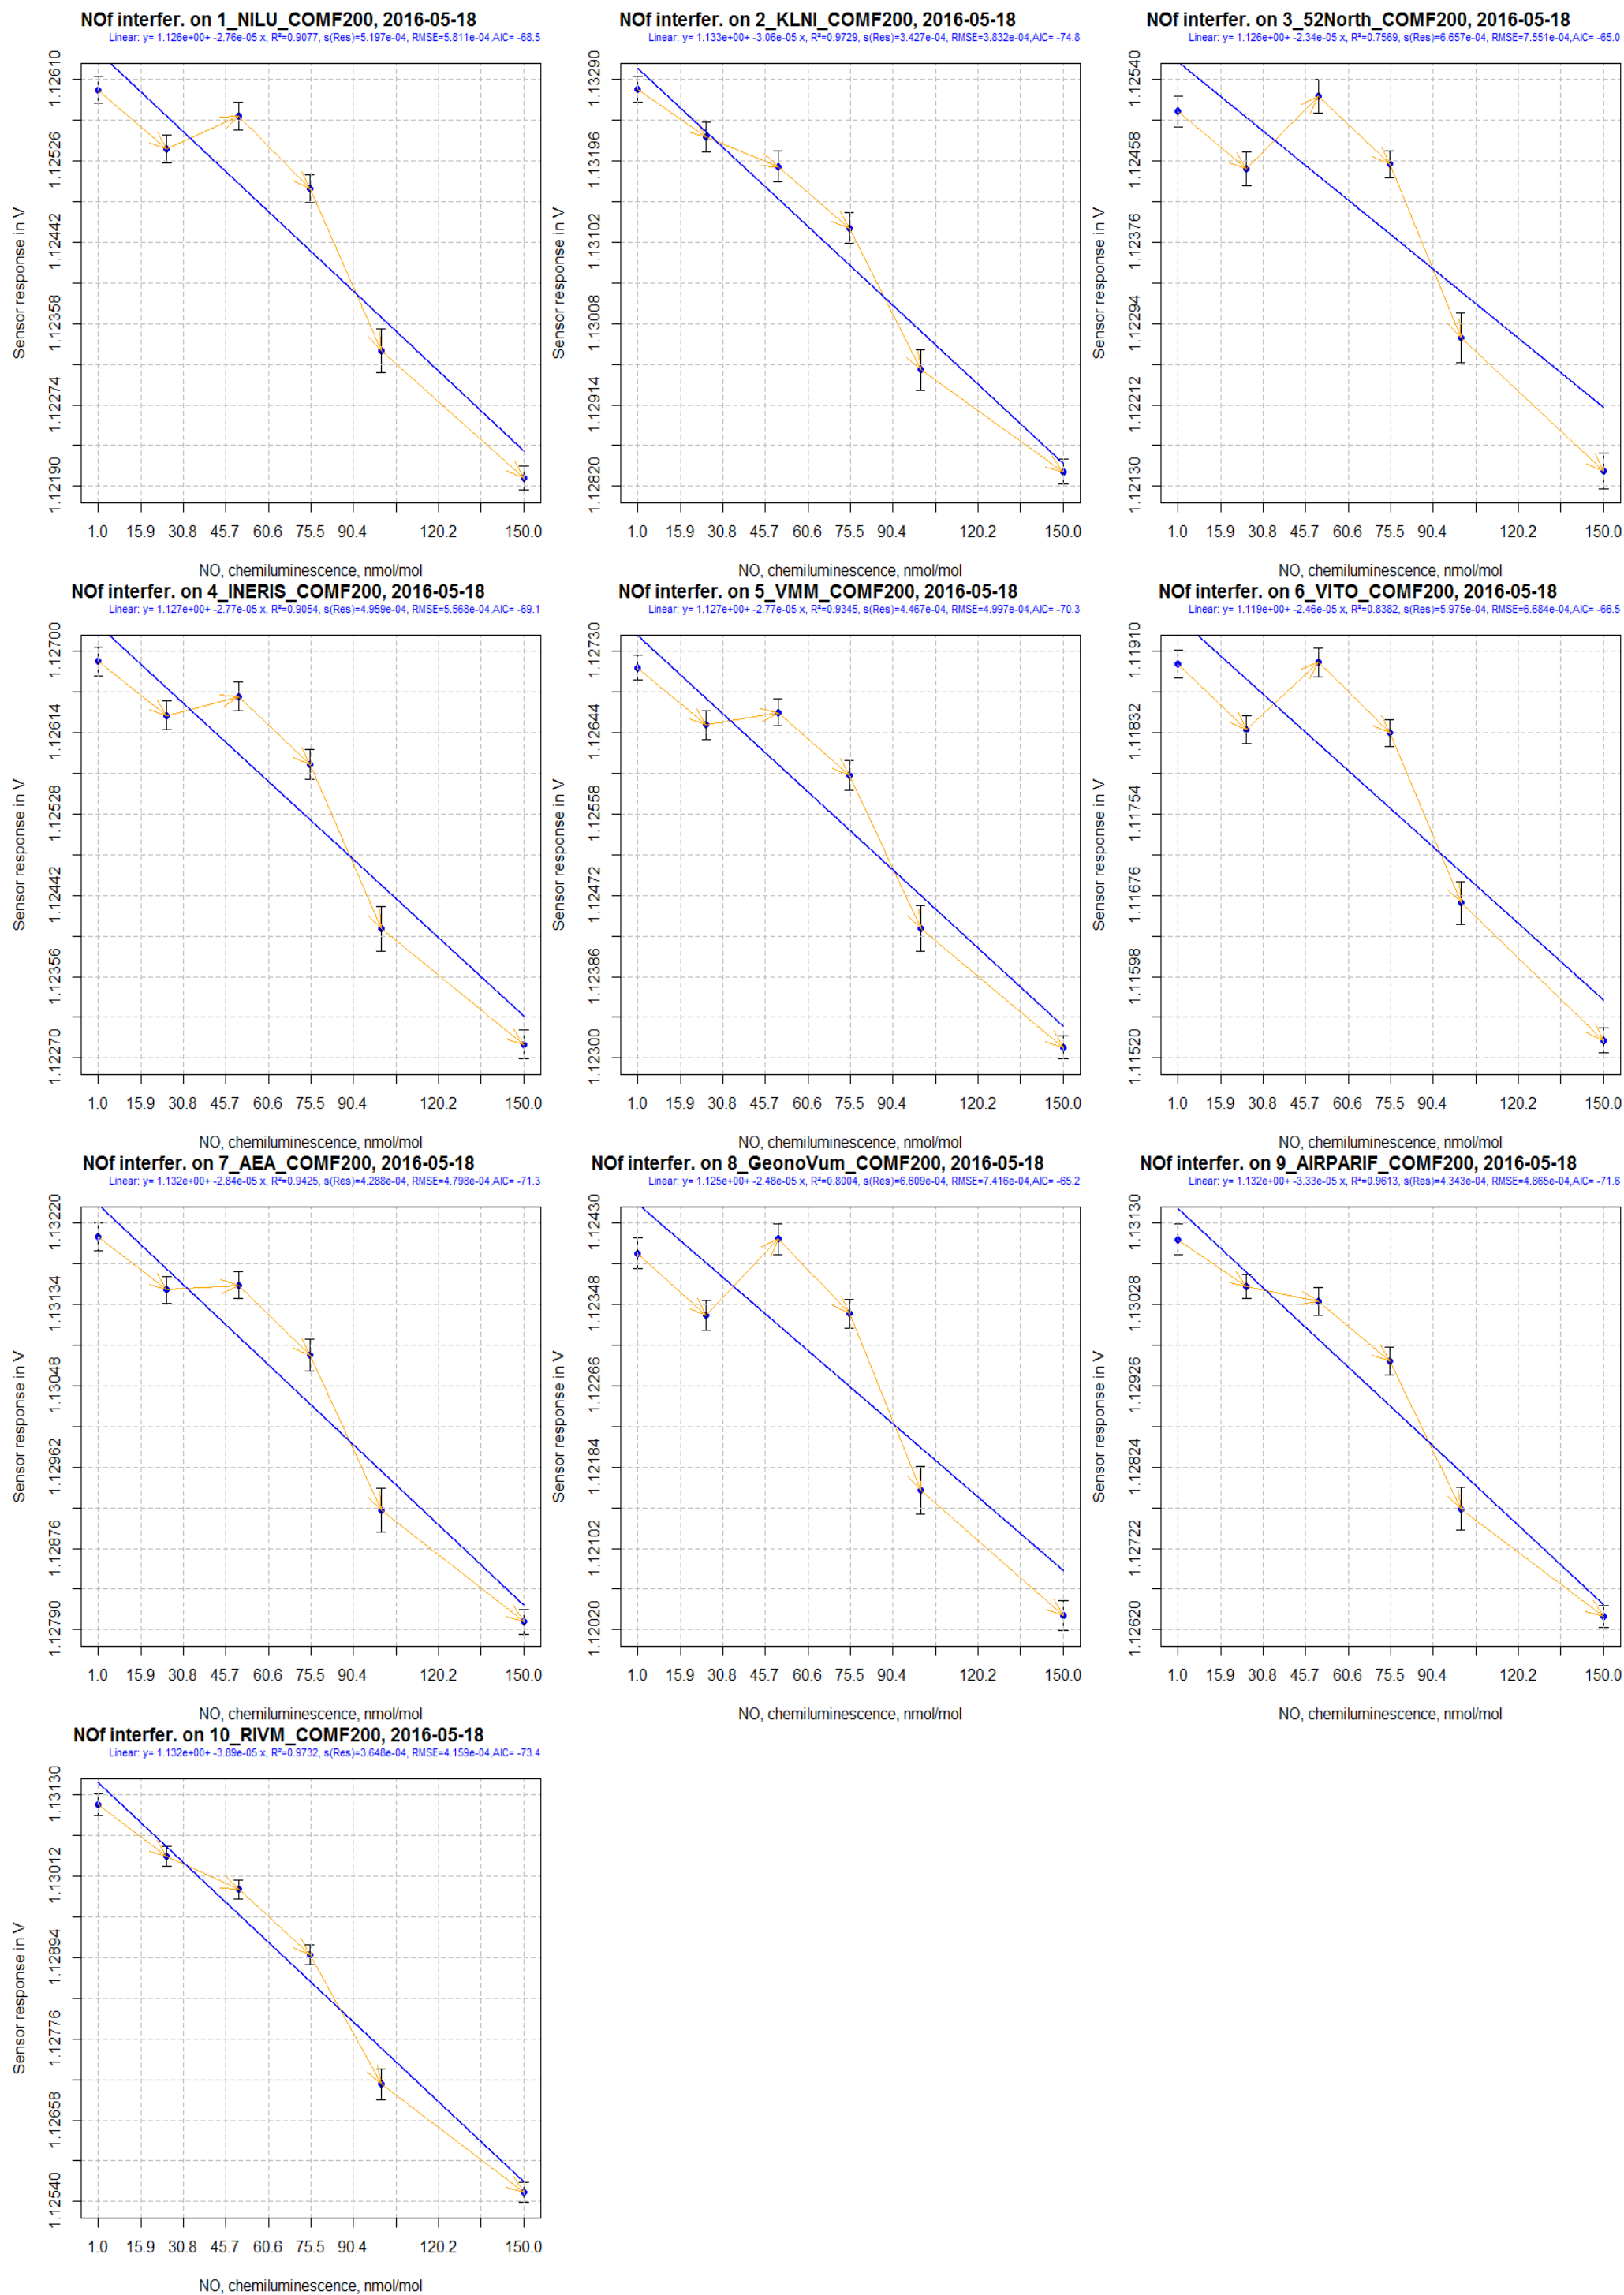 NOf interfer. on 1_NILU_COMF200, 2016-05-18
Linear: y= 1.126e+00+ -2.76e-05 x, R²=0.9077, s(Res)=5.197e-04, RMSE=5.811e-04,AIC= -68.5
Sensor response in V
1.12610
1.12526
1.12442
1.12358
1.12274
1.12190
1.0 15.9 30.8 45.7 60.6 75.5 90.4 120.2 150.0
NO, chemiluminescence, nmol/mol
NOf interfer. on 2_KLNI_COMF200, 2016-05-18
Linear: y= 1.133e+00+ -3.06e-05 x, R²=0.9729, s(Res)=3.427e-04, RMSE=3.832e-04,AIC= -74.8
Sensor response in V
1.13290
1.13196
1.13102
1.13008
1.12914
1.12820
1.0 15.9 30.8 45.7 60.6 75.5 90.4 120.2 150.0
NO, chemiluminescence, nmol/mol
NOf interfer. on 3_52North_COMF200, 2016-05-18
Linear: y= 1.126e+00+ -2.34e-05 x, R²=0.7569, s(Res)=6.657e-04, RMSE=7.551e-04,AIC= -65.0
Sensor response in V
1.12540
1.12458
1.12376
1.12294
1.12212
1.12130
1.0 15.9 30.8 45.7 60.6 75.5 90.4 120.2 150.0
NO, chemiluminescence, nmol/mol
NOf interfer. on 4_INERIS_COMF200, 2016-05-18
Linear: y= 1.127e+00+ -2.77e-05 x, R²=0.9054, s(Res)=4.959e-04, RMSE=5.568e-04,AIC= -69.1
Sensor response in V
1.12700
1.12614
1.12528
1.12442
1.12356
1.12270
1.0 15.9 30.8 45.7 60.6 75.5 90.4 120.2 150.0
NO, chemiluminescence, nmol/mol
NOf interfer. on 5_VMM_COMF200, 2016-05-18
Linear: y= 1.127e+00+ -2.77e-05 x, R²=0.9345, s(Res)=4.467e-04, RMSE=4.997e-04,AIC= -70.3
Sensor response in V
1.12730
1.12644
1.12558
1.12472
1.12386
1.12300
1.0 15.9 30.8 45.7 60.6 75.5 90.4 120.2 150.0
NO, chemiluminescence, nmol/mol
NOf interfer. on 6_VITO_COMF200, 2016-05-18
Linear: y= 1.119e+00+ -2.46e-05 x, R²=0.8382, s(Res)=5.975e-04, RMSE=6.684e-04,AIC= -66.5
Sensor response in V
1.11910
1.11832
1.11754
1.11676
1.11598
1.11520
1.0 15.9 30.8 45.7 60.6 75.5 90.4 120.2 150.0
NO, chemiluminescence, nmol/mol
NOf interfer. on 7_AEA_COMF200, 2016-05-18
Linear: y= 1.132e+00+ -2.84e-05 x, R²=0.9425, s(Res)=4.288e-04, RMSE=4.798e-04,AIC= -71.3
Sensor response in V
1.13220
1.13134
1.13048
1.12962
1.12876
1.12790
1.0 15.9 30.8 45.7 60.6 75.5 90.4 120.2 150.0
NO, chemiluminescence, nmol/mol
NOf interfer. on 8_GeonoVum_COMF200, 2016-05-18
Linear: y= 1.125e+00+ -2.48e-05 x, R²=0.8004, s(Res)=6.609e-04, RMSE=7.416e-04,AIC= -65.2
Sensor response in V
1.12430
1.12348
1.12266
1.12184
1.12102
1.12020
1.0 15.9 30.8 45.7 60.6 75.5 90.4 120.2 150.0
NO, chemiluminescence, nmol/mol
NOf interfer. on 9_AIRPARIF_COMF200, 2016-05-18
Linear: y= 1.132e+00+ -3.33e-05 x, R²=0.9613, s(Res)=4.343e-04, RMSE=4.865e-04,AIC= -71.6
Sensor response in V
1.13130
1.13028
1.12926
1.12824
1.12722
1.12620
1.0 15.9 30.8 45.7 60.6 75.5 90.4 120.2 150.0
NO, chemiluminescence, nmol/mol
NOf interfer. on 10_RIVM_COMF200, 2016-05-18
Linear: y= 1.132e+00+ -3.89e-05 x, R²=0.9732, s(Res)=3.648e-04, RMSE=4.159e-04,AIC= -73.4
Sensor response in V
1.13130
1.13012
1.12894
1.12776
1.12658
1.12540
1.0 15.9 30.8 45.7 60.6 75.5 90.4 120.2 150.0
NO, chemiluminescence, nmol/mol